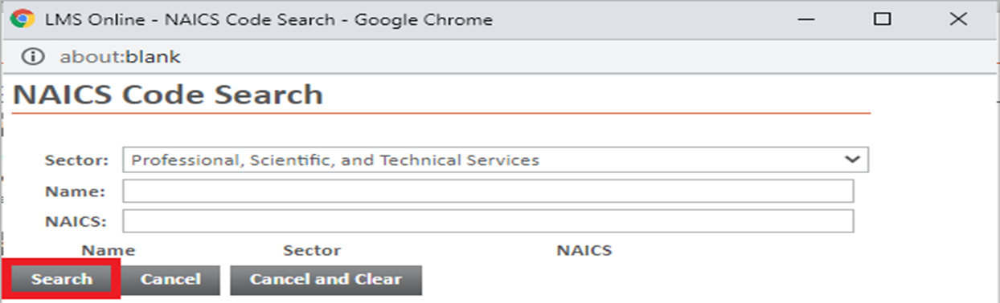 LMS Online - NAICS Code Search - Google Chrome
about:blank
NAICS Code Search
Sector: Professional, Scientific, and Technical Services
Name:
NAICS:
Name Sector NAICS
Search Cancel Cancel and Clear